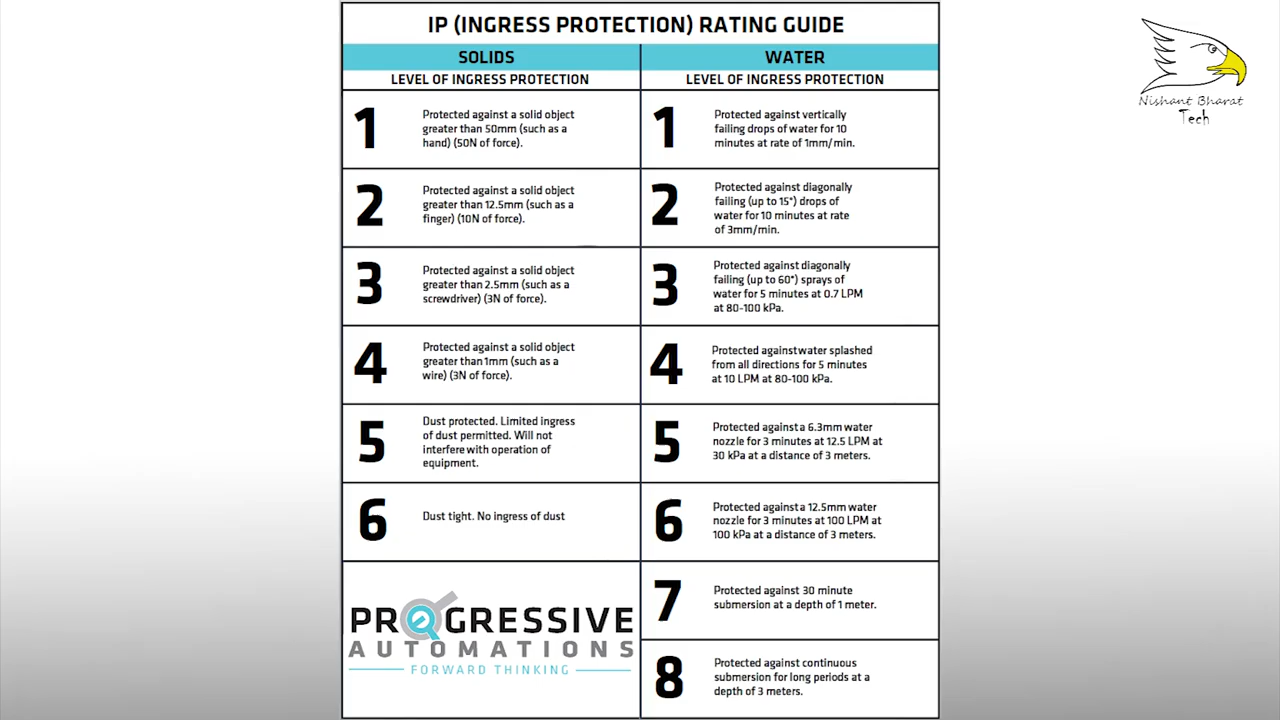 IP (INGRESS PROTECTION) RATING GUIDE
SOLIDS
LEVEL OF INGRESS PROTECTION
1
Protected against a solid object
greater than 50mm (such as a
hand) (50N of force).
2
Protected against a solid object
greater than 12.5mm (such as a
finger) (10N of force).
3
Protected against a solid object
greater than 2.5mm (such as a
screwdriver) (3N of force).
4
Protected against a solid object
greater than 1mm (such as a
wire) (3N of force).
5
Dust protected. Limited ingress
of dust permitted. Will not
interfere with operation of
equipment.
6
Dust tight. No ingress of dust
PROGRESSIVE
AUTOMATIONS
FORWARD THINKING
WATER
LEVEL OF INGRESS PROTECTION
1
Protected against vertically
failing drops of water for 10
minutes at rate of 1mm/min.
2
Protected against diagonally
failing (up to 15°) drops of
water for 10 minutes at rate
of 3mm/min.
3
Protected against diagonally
failing (up to 60°) sprays of
water for 5 minutes at 0.7 LPM
at 80-100 kPa.
4
Protected against water splashed
from all directions for 5 minutes
at 10 LPM at 80-100 kPa.
5
Protected against a 6.3mm water
nozzle for 3 minutes at 12.5 LPM at
30 kPa at a distance of 3 meters.
6
Protected against a 12.5mm water
nozzle for 3 minutes at 100 LPM at
100 kPa at a distance of 3 meters.
7
Protected against 30 minute
submersion at a depth of 1 meter.
8
Protected against continuous
submersion for long periods at a
depth of 3 meters.
Nishant Bharat
Tech